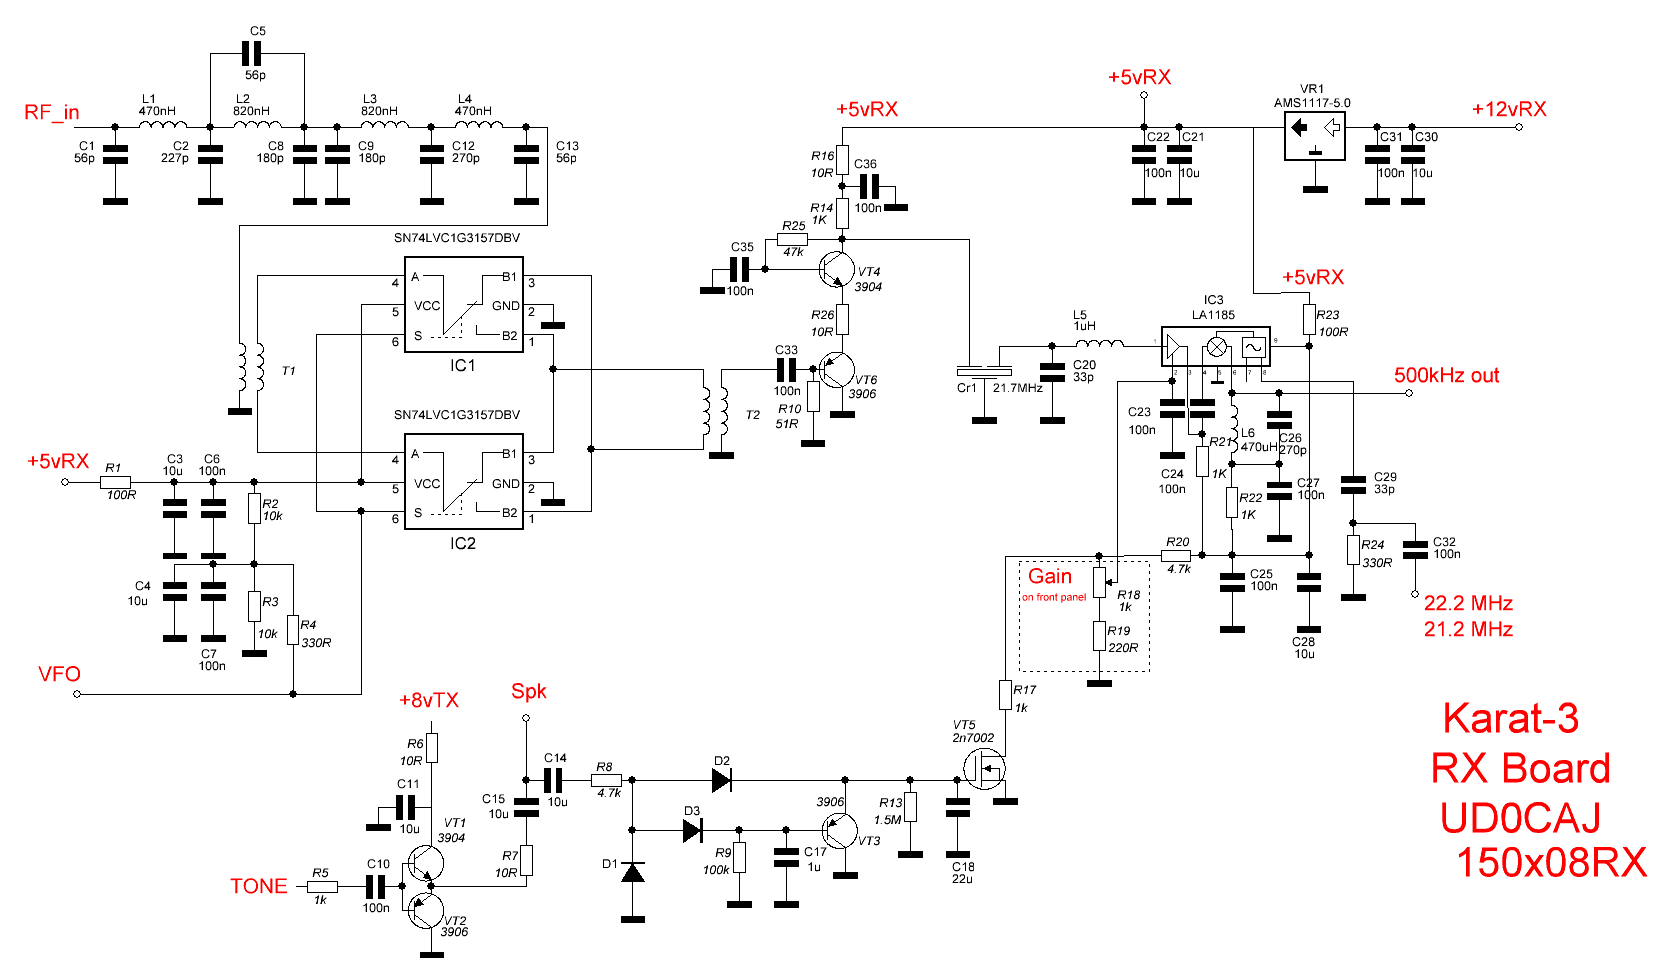 C5
56p
RF_in
L1
470nH
L2
820nH
L3
820nH
L4
470nH
C1
56p
C2
227p
C8
180p
C9
180p
C12
270p
C13
56p
+5vRX
R16
10R
C36
100n
R14
1K
R25
47k
C35
100n
VT4
3904
R26
10R
C33
100n
VT6
3906
R10
51R
+5vRX
C22
100n
C21
10u
VR1
AMS1117-5.0
C31
100n
C30
10u
+12vRX
SN74LVC1G3157DBV
4
A
B1
3
5
VCC
GND
2
6
S
B2
1
IC1
T1
SN74LVC1G3157DBV
4
A
B1
3
5
VCC
GND
2
6
S
B2
1
IC2
T2
Cr1
21.7MHz
L5
1uH
C20
33p
IC3
LA1185
1
2
3
4
5
6
7
8
9
+5vRX
R23
100R
500kHz out
C23
100n
C24
100n
R21
1K
L6
470uH
C26
270p
C27
100n
R22
1K
C29
33p
R24
330R
C32
100n
22.2 MHz
21.2 MHz
R20
4.7k
C25
100n
C28
10u
Gain
on front panel
R18
1k
R19
220R
+5vRX
R1
100R
C3
10u
C6
100n
R2
10k
C4
10u
C7
100n
R3
10k
R4
330R
VFO
+8vTX
R6
10R
C11
10u
VT1
3904
TONE
R5
1k
C10
100n
VT2
3906
Spk
C14
10u
C15
10u
R7
10R
R8
4.7k
D2
D3
D1
R9
100k
C17
1u
3906
VT3
R13
1.5M
C18
22u
VT5
2n7002
R17
1k
Karat-3
RX Board
UD0CAJ
150x08RX